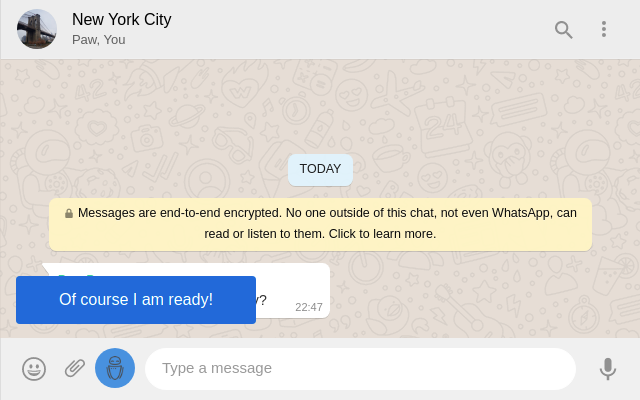 New York City
Paw, You
TODAY
Messages are end-to-end encrypted. No one outside of this chat, not even WhatsApp, can
read or listen to them. Click to learn more.
Of course I am ready!
y?
22:47
Type a message